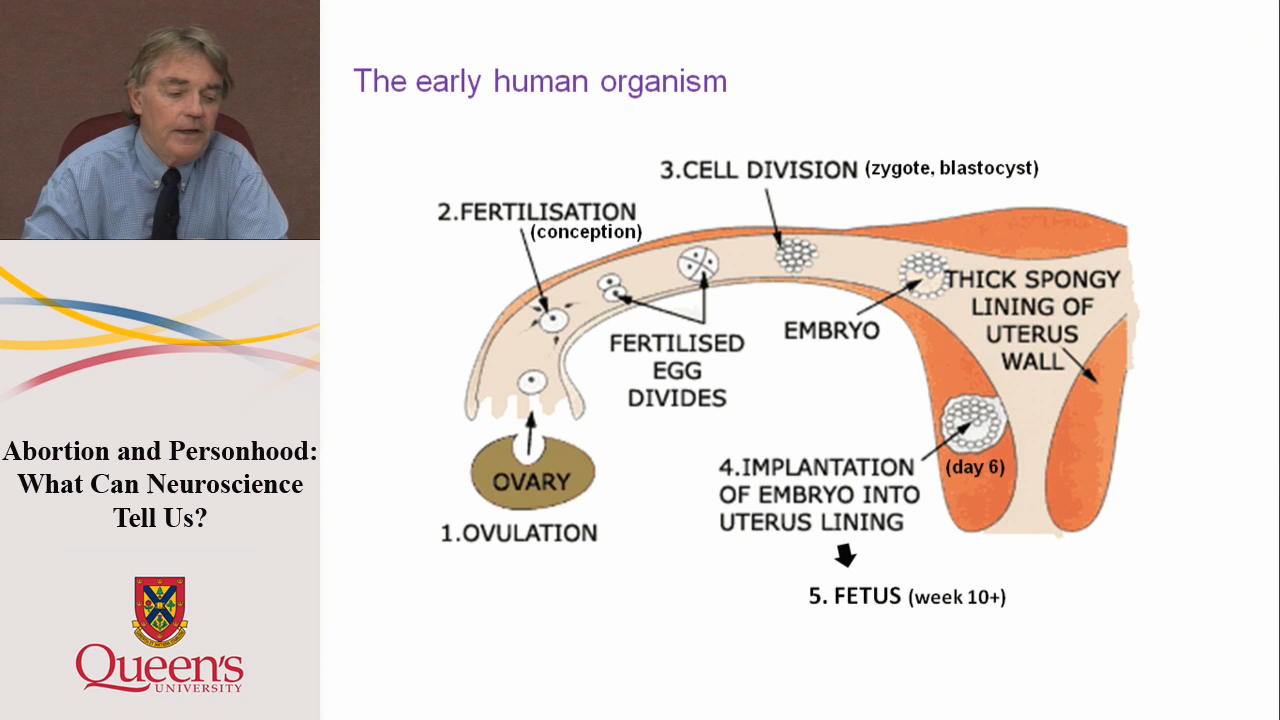 The early human organism
3.CELL DIVISION (zygote, blastocyst)
2.FERTILISATION
(conception)
THICK SPONGY
LINING OF
UTERUS
WALL
EMBRYO
FERTILISED
EGG
DIVIDES
OVARY
1.OVULATION
4.IMPLANTATION
OF EMBRYO INTO
UTERUS LINING
(day 6)
5. FETUS (week 10+)
Abortion and Personhood:
What Can Neuroscience
Tell Us?
Queen's
UNIVERSITY